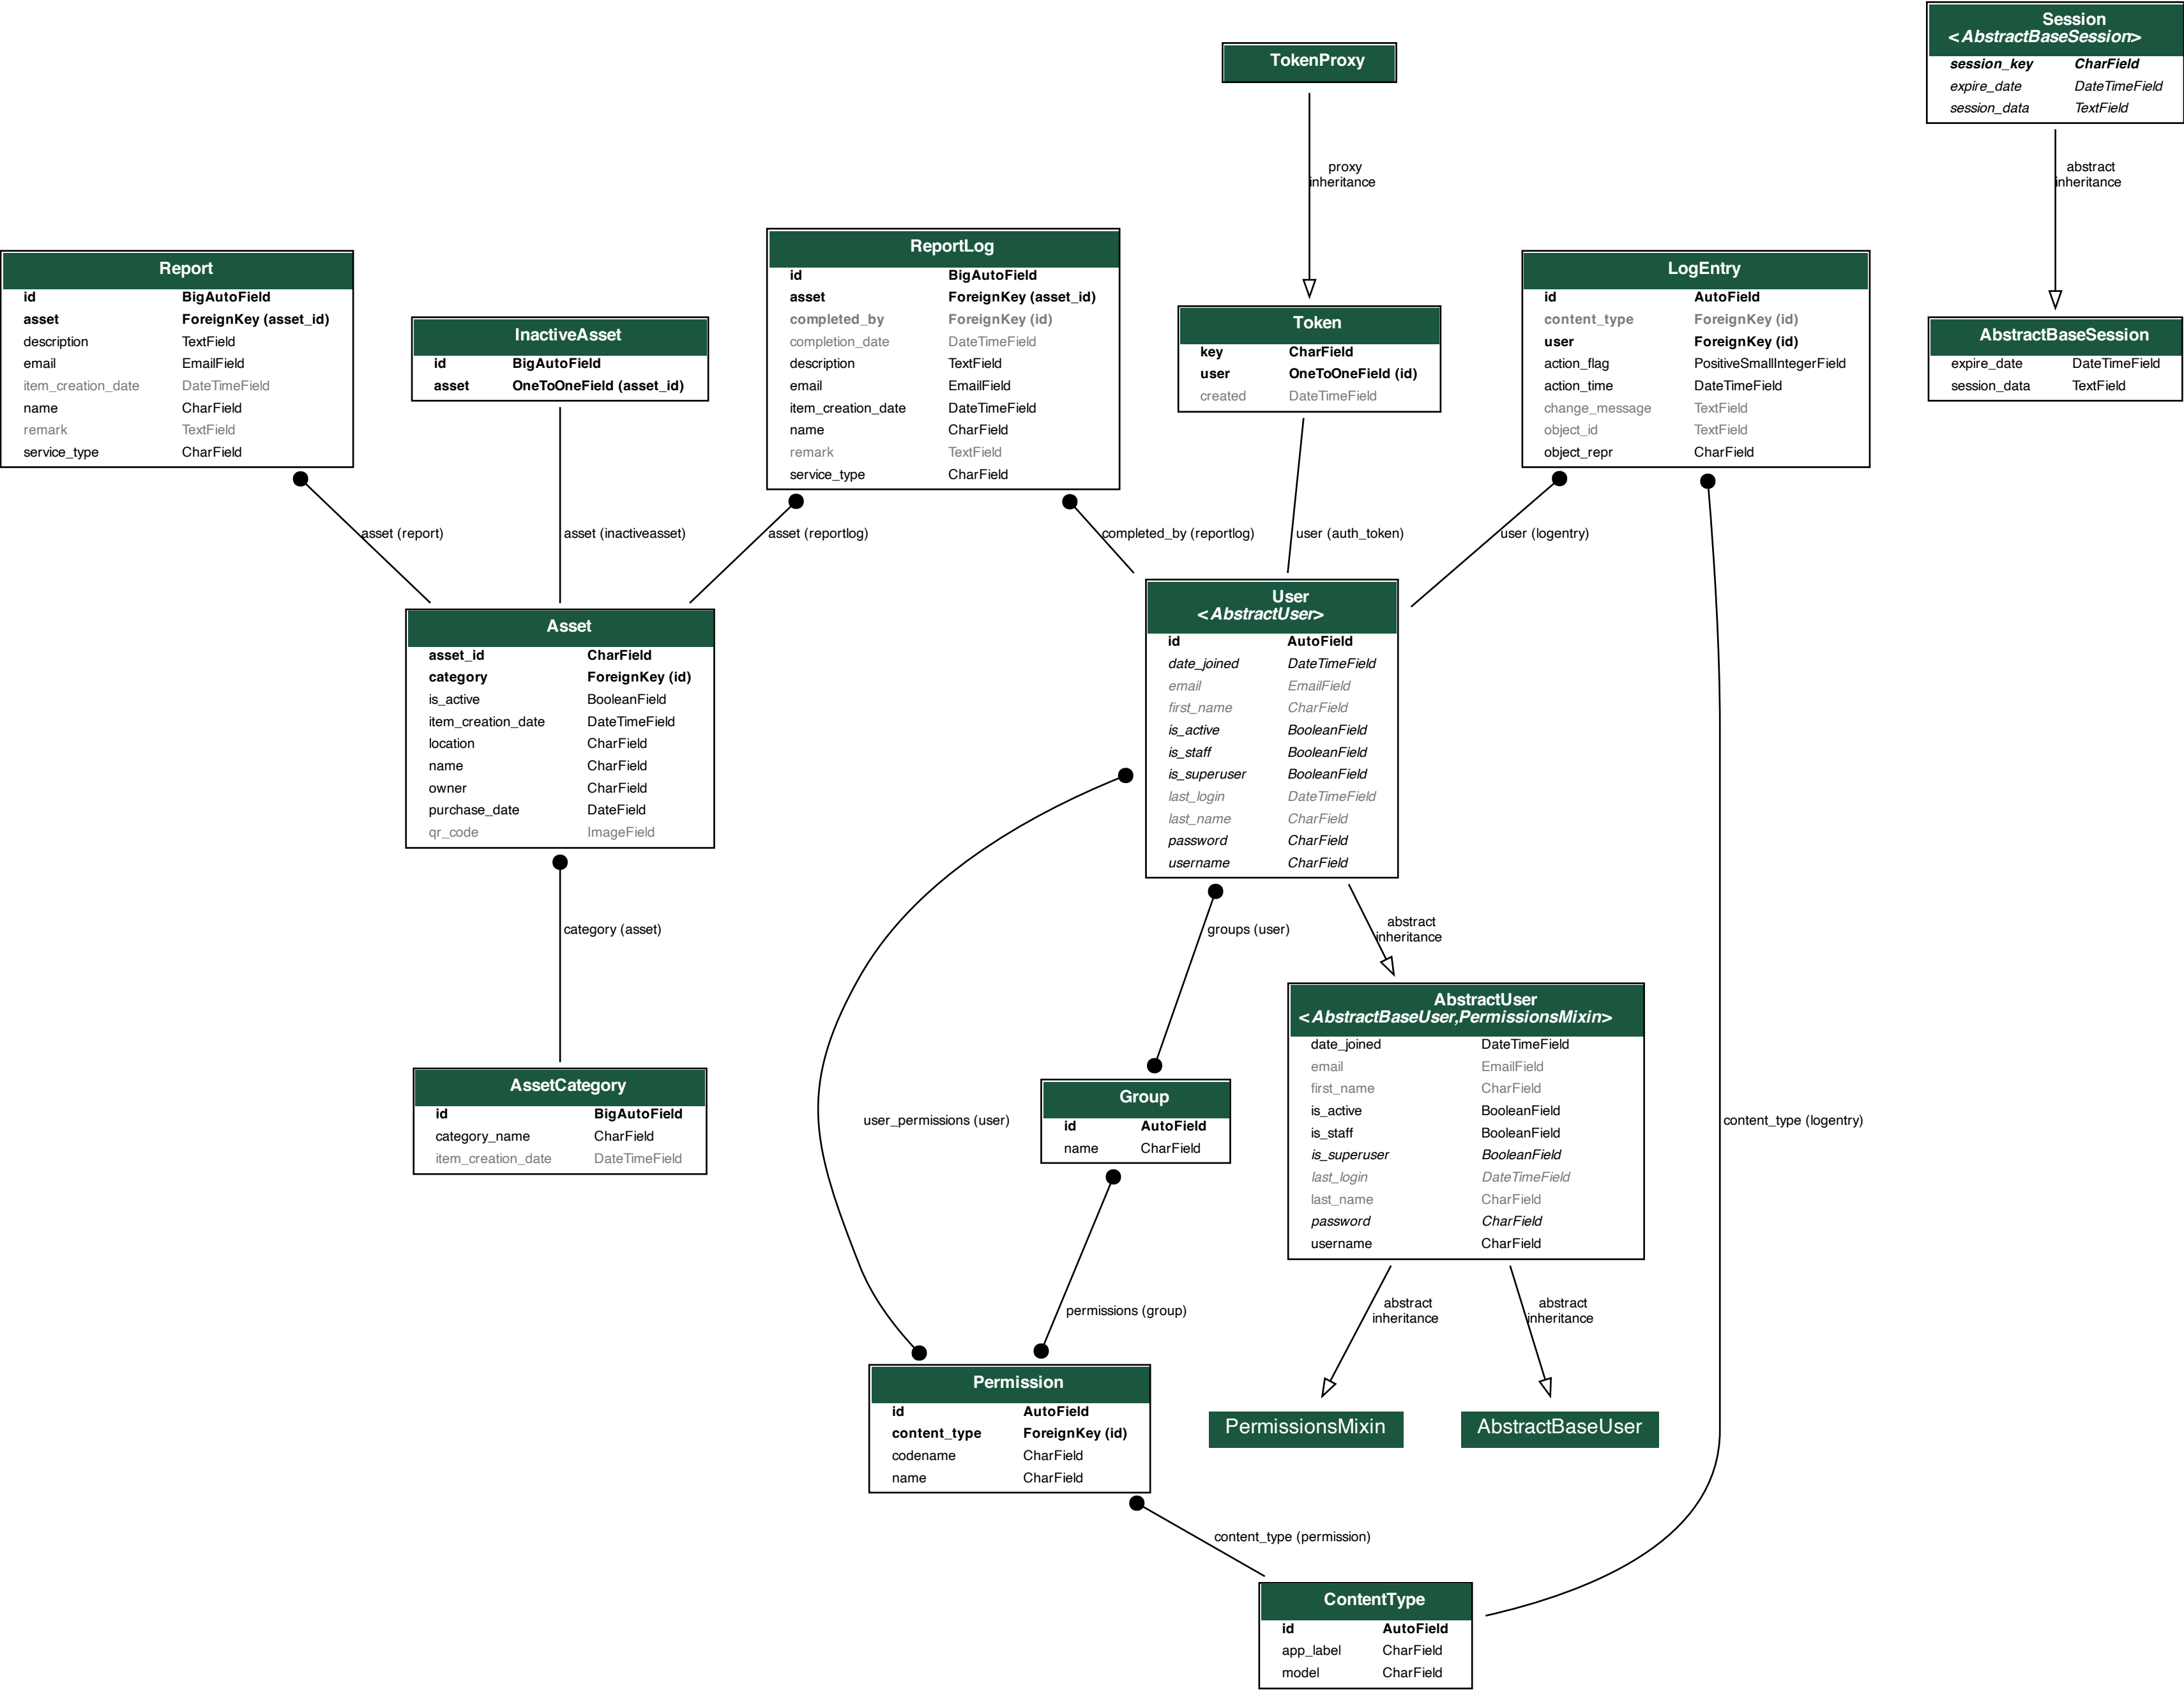 Session
<AbstractBaseSession>
session_key CharField
expire_date DateTimeField
session_data TextField
TokenProxy
proxy
inheritance
abstract
inheritance
Report
id BigAutoField
asset ForeignKey (asset_id)
description TextField
email EmailField
item_creation_date DateTimeField
name CharField
remark TextField
service_type CharField
InactiveAsset
id BigAutoField
asset OneToOneField (asset_id)
ReportLog
id BigAutoField
asset ForeignKey (asset_id)
completed_by ForeignKey (id)
completion_date DateTimeField
description TextField
email EmailField
item_creation_date DateTimeField
name CharField
remark TextField
service_type CharField
Token
key CharField
user OneToOneField (id)
created DateTimeField
LogEntry
id AutoField
content_type ForeignKey (id)
user ForeignKey (id)
action_flag PositiveSmallIntegerField
action_time DateTimeField
change_message TextField
object_id TextField
object_repr CharField
AbstractBaseSession
expire_date DateTimeField
session_data TextField
asset (report)
asset (inactiveasset)
asset (reportlog)
completed_by (reportlog)
user (auth_token)
user (logentry)
Asset
asset_id CharField
category ForeignKey (id)
is_active BooleanField
item_creation_date DateTimeField
location CharField
name CharField
owner CharField
purchase_date DateField
qr_code ImageField
User
<AbstractUser>
id AutoField
date_joined DateTimeField
email EmailField
first_name CharField
is_active BooleanField
is_staff BooleanField
is_superuser BooleanField
last_login DateTimeField
last_name CharField
password CharField
username CharField
category (asset)
groups (user)
abstract
inheritance
AssetCategory
id BigAutoField
category_name CharField
item_creation_date DateTimeField
user_permissions (user)
Group
id AutoField
name CharField
AbstractUser
<AbstractBaseUser,PermissionsMixin>
date_joined DateTimeField
email EmailField
first_name CharField
is_active BooleanField
is_staff BooleanField
is_superuser BooleanField
last_login DateTimeField
last_name CharField
password CharField
username CharField
content_type (logentry)
permissions (group)
abstract
inheritance
abstract
inheritance
Permission
id AutoField
content_type ForeignKey (id)
codename CharField
name CharField
PermissionsMixin
AbstractBaseUser
content_type (permission)
ContentType
id AutoField
app_label CharField
model CharField